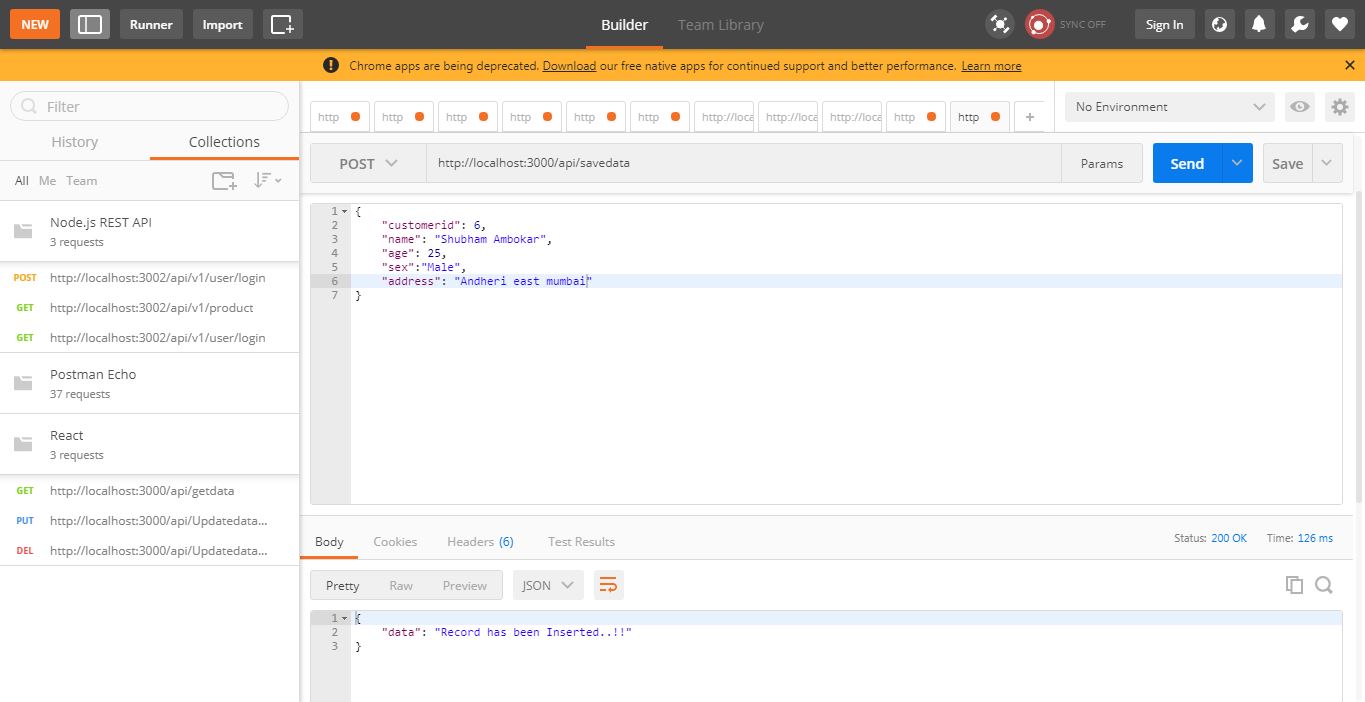 NEW Runner Import Builder Team Library SYNC OFF Sign In
Chrome apps are being deprecated. Download our free native apps for continued support and better performance. Learn more
Filter
History Collections
All Me Team
Node.js REST API
3 requests
POST http://localhost:3002/api/v1/user/login
GET http://localhost:3002/api/v1/product
GET http://localhost:3002/api/v1/user/login
Postman Echo
37 requests
React
3 requests
GET http://localhost:3000/api/getdata
PUT http://localhost:3000/api/Updatedata...
DEL http://localhost:3000/api/Updatedata...
http http http http http http http://loca http://loca http://loca http http + No Environment
POST http://localhost:3000/api/savedata Params Send Save
1 {
2 "customerid": 6,
3 "name": "Shubham Ambokar",
4 "age": 25,
5 "sex":"Male",
6 "address": "Andheri east mumbai"
7 }
Body Cookies Headers (6) Test Results Status: 200 OK Time: 126 ms
Pretty Raw Preview JSON
1 {
2 "data": "Record has been Inserted..!!"
3 }